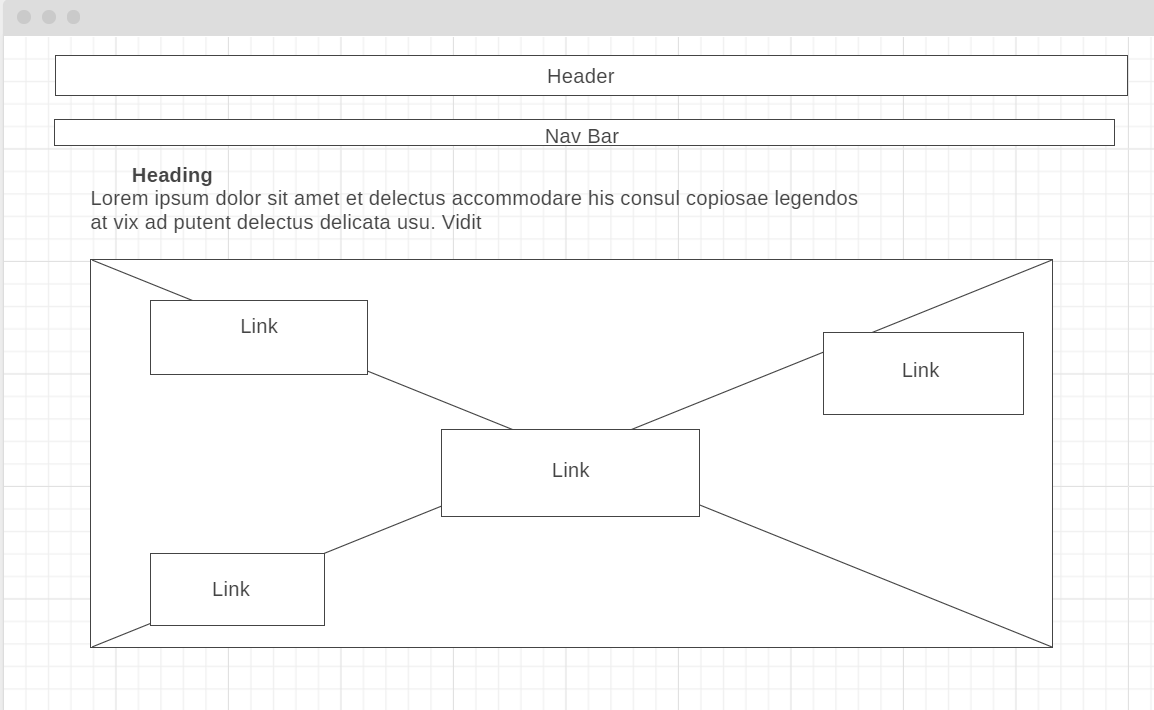 Header
Nav Bar
Heading
Lorem ipsum dolor sit amet et delectus accommodare his consul copiosae legendos
at vix ad putent delectus delicata usu. Vidit
Link
Link
Link
Link